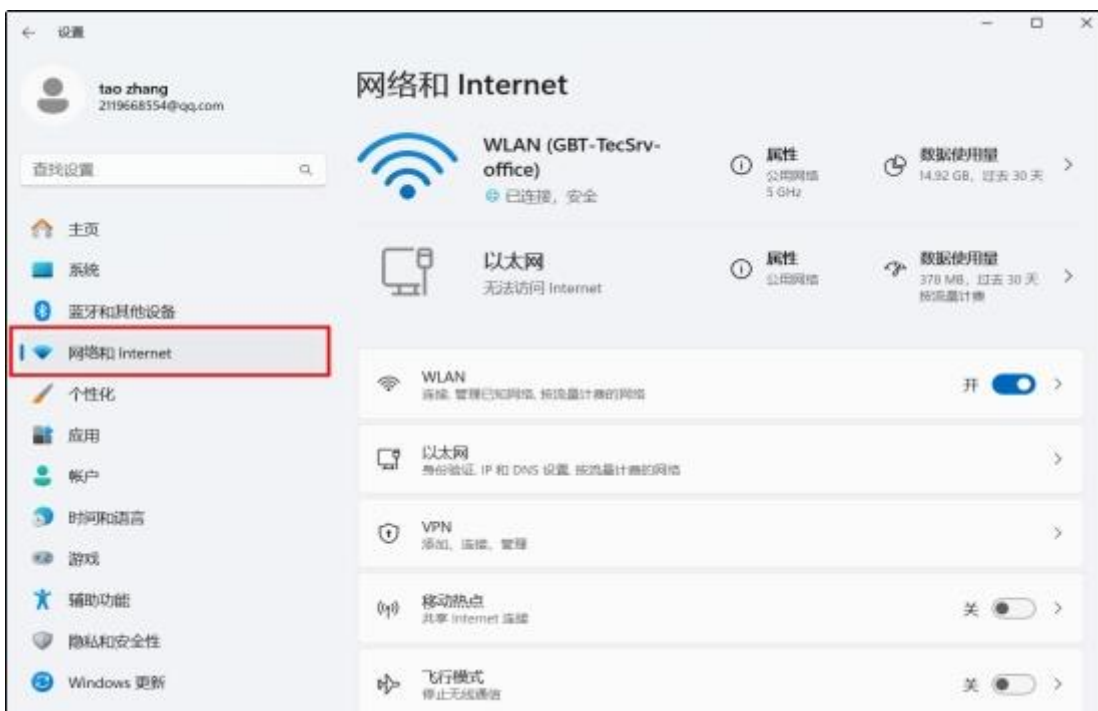 设置
tao zhang
2119668554@qq.com
查找设置
主页
系统
蓝牙和其他设备
网络和 Internet
个性化
应用
帐户
时间和语言
游戏
辅助功能
隐私和安全性
Windows 更新
网络和 Internet
WLAN (GBT-TecSrv-
office)
已连接，安全
属性
公用网络
5 GHz
数据使用量
14.92 GB，过去 30 天
以太网
无法访问 Internet
属性
公用网络
数据使用量
378 MB，过去 30 天
按流量计费
WLAN
连接, 管理已知网络, 按流量计费的网络
开
以太网
身份验证, IP 和 DNS 设置, 按流量计费的网络
VPN
添加、连接、管理
移动热点
共享 Internet 连接
关
飞行模式
停止无线通信
关